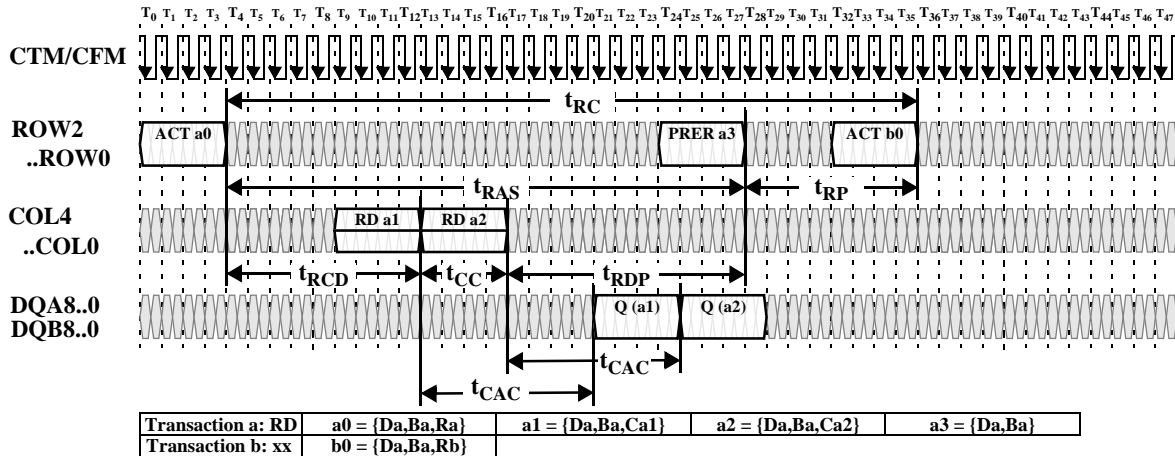 T0 T1 T2 T3 T4 T5 T6 T7 T8 T9 T10 T11 T12 T13 T14 T15 T16 T17 T18 T19 T20 T21 T22 T23 T24 T25 T26 T27 T28 T29 T30 T31 T32 T33 T34 T35 T36 T37 T38 T39 T40 T41 T42 T43 T44 T45 T46 T47
CTM/CFM
tRC
ROW2
..ROW0
ACT a0 PRER a3 ACT b0
tRAS tRP
COL4
..COL0
RD a1 RD a2
tRCD tCC tRDP
DQA8..0
DQB8..0
Q (a1) Q (a2)
tCAC
tCAC
Transaction a: RD a0 = {Da,Ba,Ra} a1 = {Da,Ba,Ca1} a2 = {Da,Ba,Ca2} a3 = {Da,Ba}
Transaction b: xx b0 = {Da,Ba,Rb}